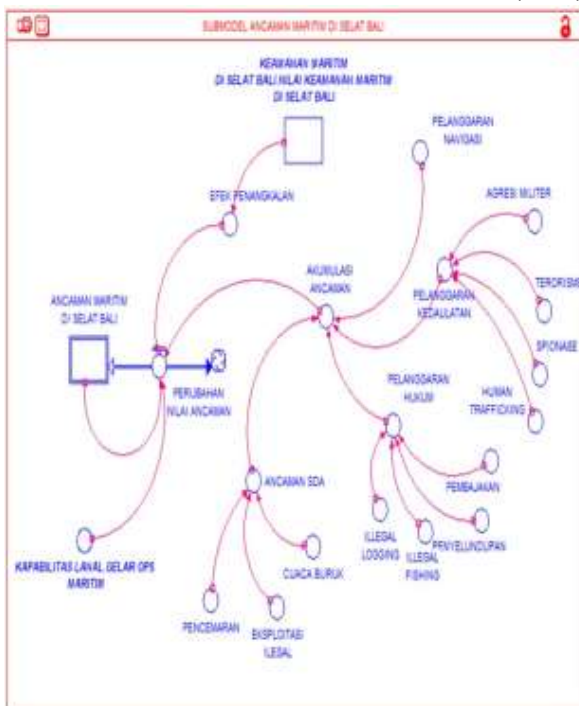 SUBMODEL ANCAMAN MARITIM DI SELAT BALI
KEAMANAN MARITIM
DI SELAT BALI NILAI KEAMANAN MARITIM
DI SELAT BALI
PELANGGARAN
NAVIGASI
EFEK PENANGKALAN
AGRESI MILITER
AKUMULASI
ANCAMAN
PELANGGARAN
KEDAULATAN
TERORISME
ANCAMAN MARITIM
DI SELAT BALI
SPIONASE
PERUBAHAN
NILAI ANCAMAN
PELANGGARAN
HUKUM
HUMAN
TRAFFICKING
ANCAMAN SDA
PEMBAJAKAN
ILLEGAL
LOGGING
ILLEGAL
FISHING
PENYELUNDUPAN
KAPABILITAS LANAL GELAR OPS
MARITIM
CUACA BURUK
PENCEMARAN
EKSPLOITASI
ILEGAL